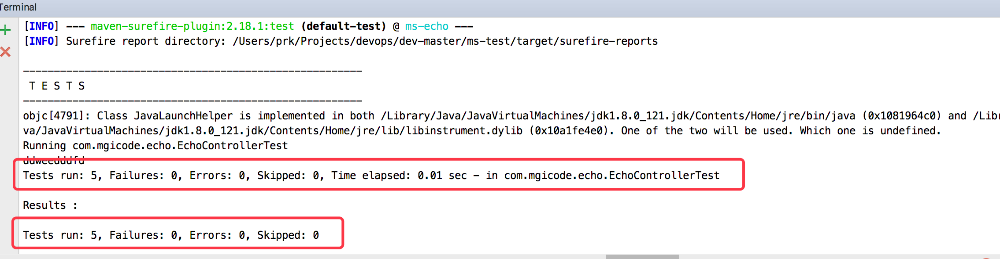 Terminal
[INFO] --- maven-surefire-plugin:2.18.1:test (default-test) @ ms-echo ---
[INFO] Surefire report directory: /Users/prk/Projects/devops/dev-master/ms-test/target/surefire-reports
-------------------------------------------------------
T E S T S
-------------------------------------------------------
objc[4791]: Class JavaLaunchHelper is implemented in both /Library/Java/JavaVirtualMachines/jdk1.8.0_121.jdk/Contents/Home/jre/bin/java (0x1081964c0) and /Libr
va/JavaVirtualMachines/jdk1.8.0_121.jdk/Contents/Home/jre/lib/libinstrument.dylib (0x10a1fe4e0). One of the two will be used. Which one is undefined.
Running com.mgicode.echo.EchoControllerTest
ddweedddfd
Tests run: 5, Failures: 0, Errors: 0, Skipped: 0, Time elapsed: 0.01 sec - in com.mgicode.echo.EchoControllerTest
Results :
Tests run: 5, Failures: 0, Errors: 0, Skipped: 0